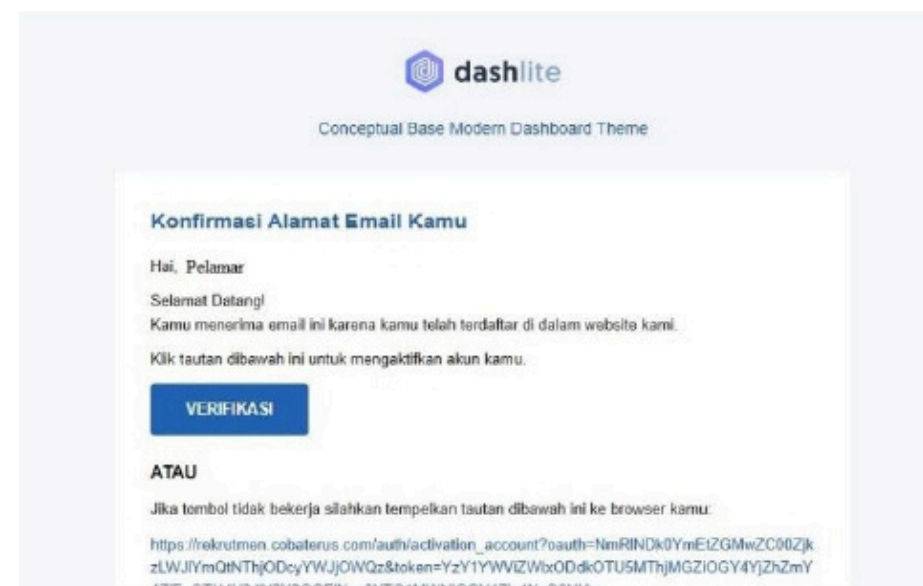 dashlite
Conceptual Base Modern Dashboard Theme
Konfirmasi Alamat Email Kamu
Hai, Pelamar
Selamat Datang!
Kamu menerima email ini karena kamu telah terdaftar di dalam website kami.
Klik tautan dibawah ini untuk mengaktifkan akun kamu.
VERIFIKASI
ATAU
Jika tombol tidak bekerja silahkan tempelkan tautan dibawah ini ke browser kamu:
https://rekrutmen.cobaterus.com/auth/activation_account?oauth=NmRlNDk0YmEtZGMwZC00Zjk
zLWJlYmQtNThjODcyYWJjOWQz&token=YzY1YWViZWIxODdkOTU5MThjMGZiOGY4YjZhZmY